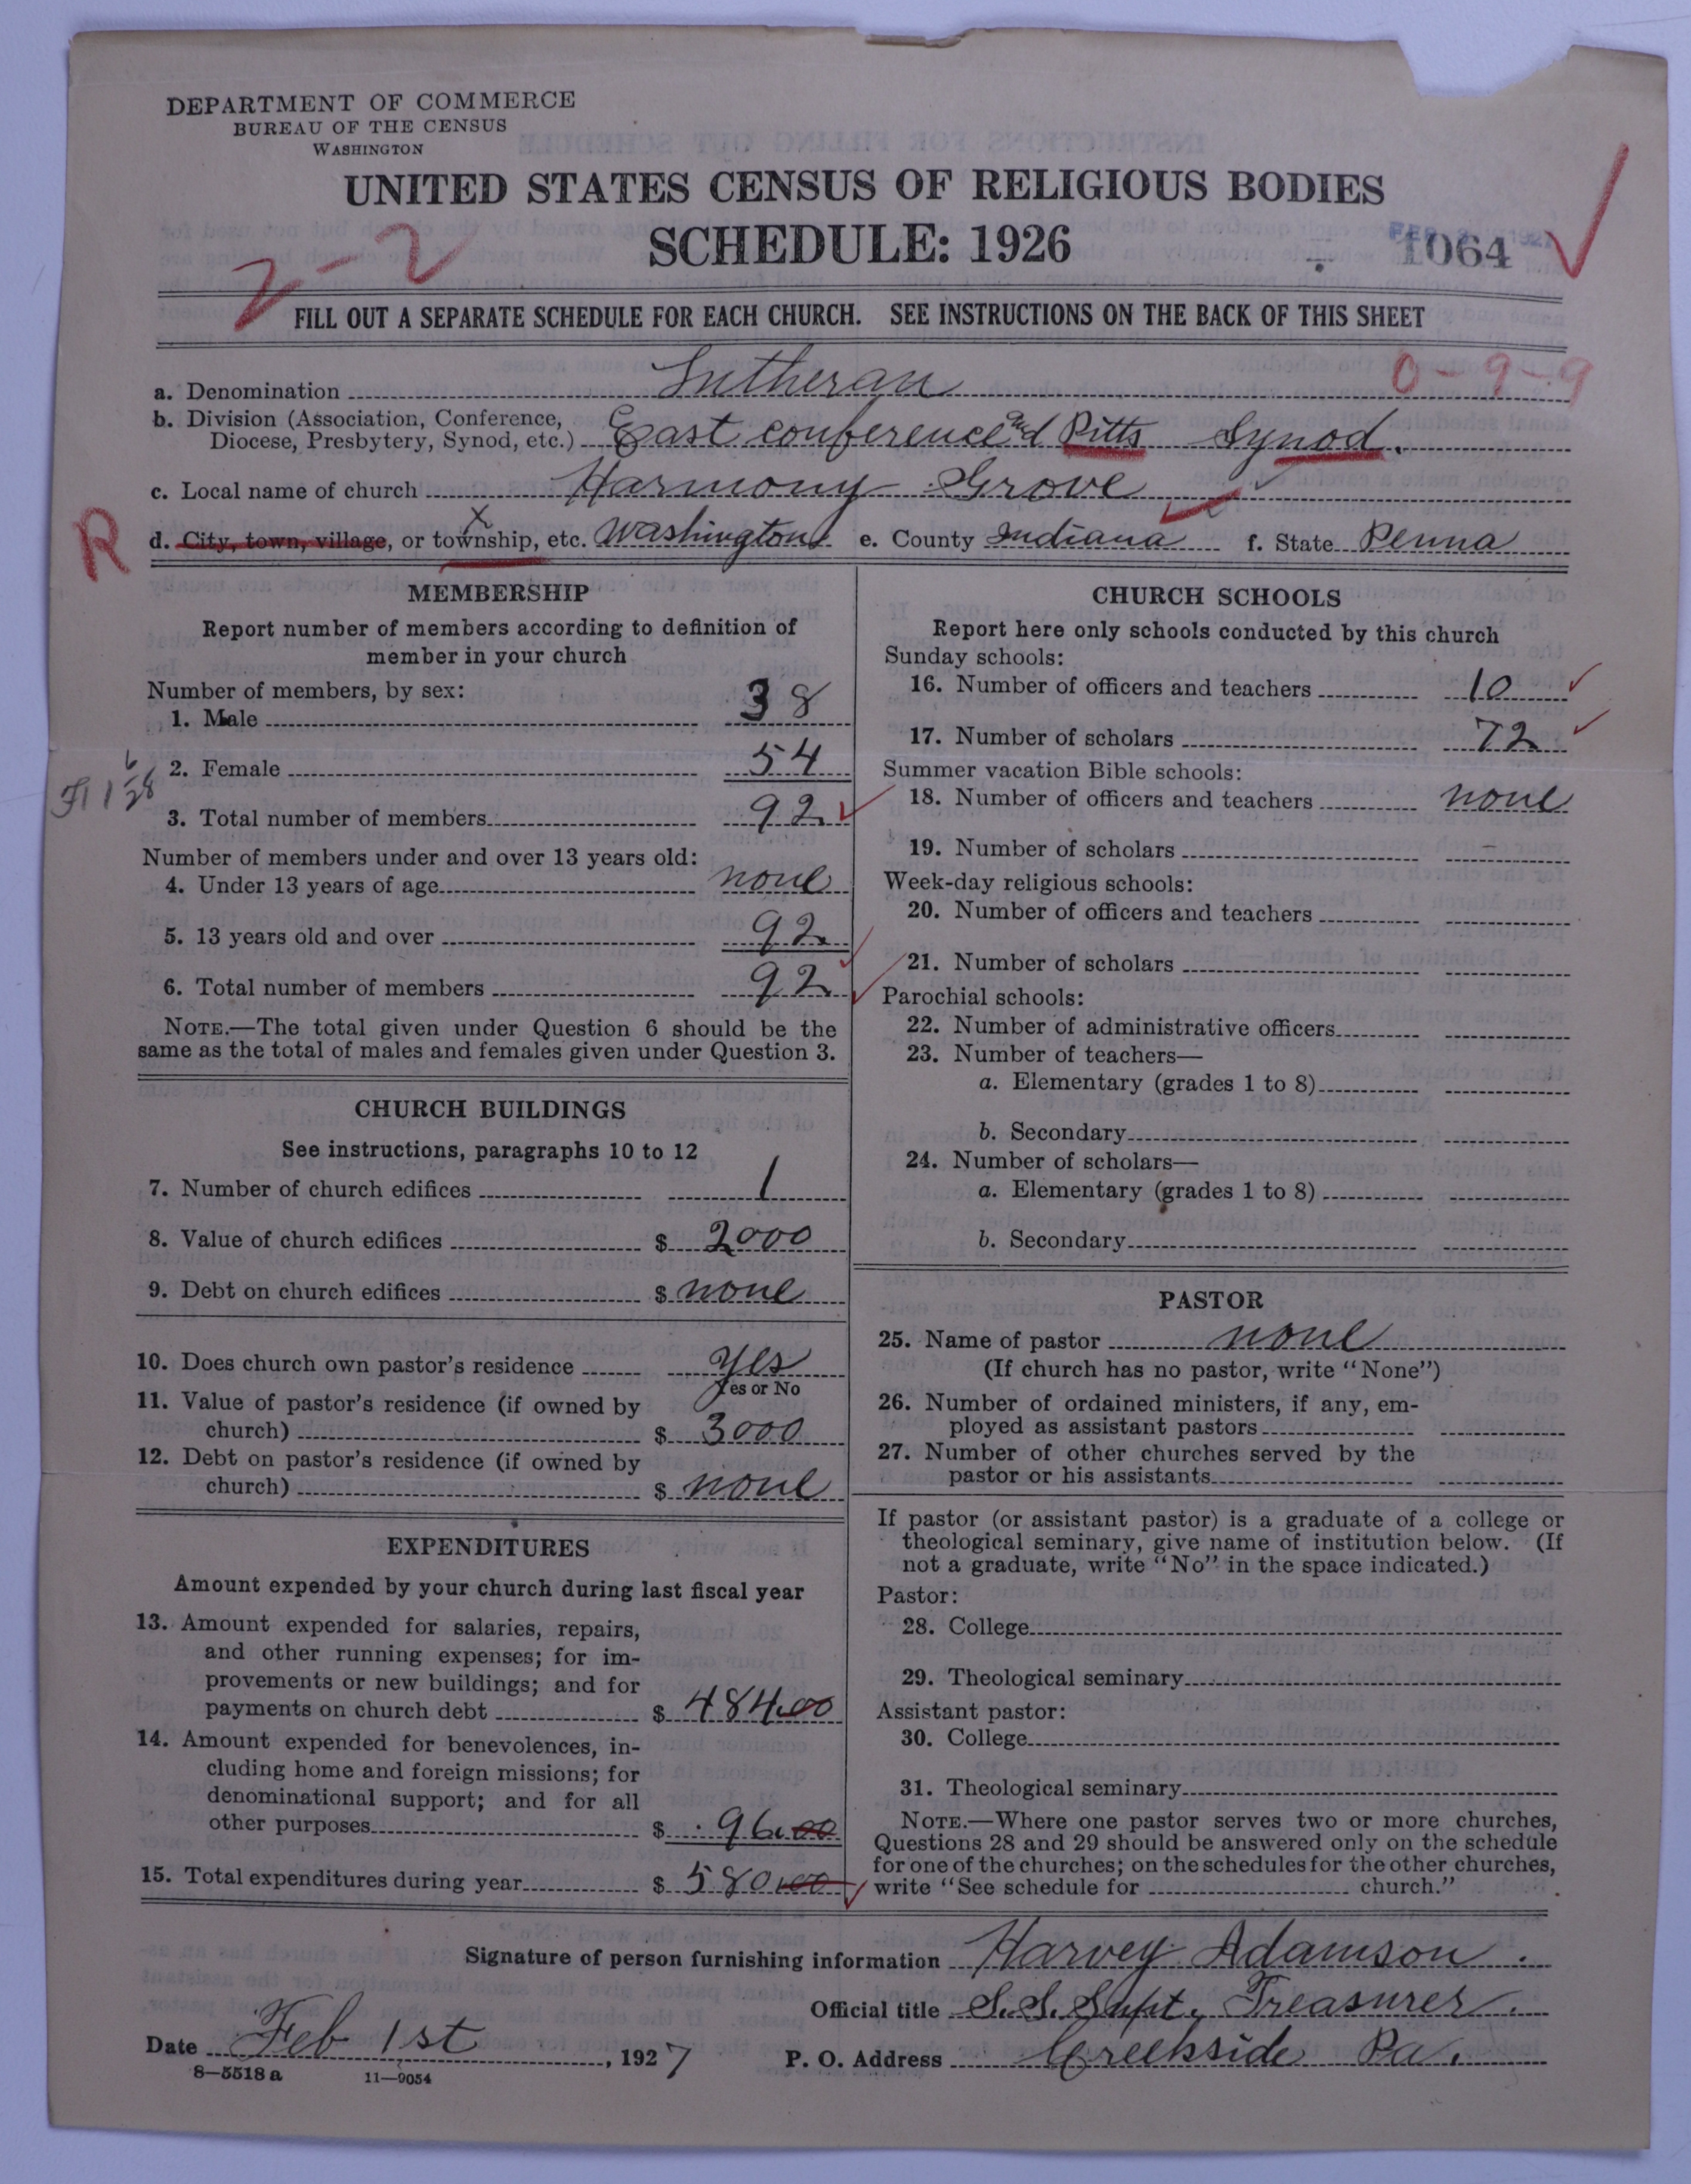 DEPARTMENT OF COMMERCE
BUREAU OF THE CENSUS
WASHINGTON
UNITED STATES CENSUS OF RELIGIOUS BODIES
SCHEDULE: 1926
1064
2-2
FILL OUT A SEPARATE SCHEDULE FOR EACH CHURCH. SEE INSTRUCTIONS ON THE BACK OF THIS SHEET
0-9-9
a. Denomination Lutheran
b. Division (Association, Conference,
Diocese, Presbytery, Synod, etc.) East conference and Pitts Synod.
c. Local name of church Harmony Grove
R
d. City, town, village, or township, etc. Washington e. County Indiana f. State Penna
MEMBERSHIP
Report number of members according to definition of
member in your church
Number of members, by sex:
1. Male 38
2. Female 54
3. Total number of members 92
Number of members under and over 13 years old:
4. Under 13 years of age none
5. 13 years old and over 92
6. Total number of members 92
NOTE.—The total given under Question 6 should be the
same as the total of males and females given under Question 3.
CHURCH BUILDINGS
See instructions, paragraphs 10 to 12
7. Number of church edifices 1
8. Value of church edifices $ 2000
9. Debt on church edifices $ none
10. Does church own pastor's residence yes
Yes or No
11. Value of pastor's residence (if owned by
church) $ 3000
12. Debt on pastor's residence (if owned by
church) $ none
EXPENDITURES
Amount expended by your church during last fiscal year
13. Amount expended for salaries, repairs,
and other running expenses; for im-
provements or new buildings; and for
payments on church debt $ 484.00
14. Amount expended for benevolences, in-
cluding home and foreign missions; for
denominational support; and for all
other purposes $ 96.00
15. Total expenditures during year $ 580.00
CHURCH SCHOOLS
Report here only schools conducted by this church
Sunday schools:
16. Number of officers and teachers 10
17. Number of scholars 72
Summer vacation Bible schools:
18. Number of officers and teachers none
19. Number of scholars -
Week-day religious schools:
20. Number of officers and teachers
21. Number of scholars
Parochial schools:
22. Number of administrative officers
23. Number of teachers—
a. Elementary (grades 1 to 8)
b. Secondary
24. Number of scholars—
a. Elementary (grades 1 to 8)
b. Secondary
PASTOR
25. Name of pastor none
(If church has no pastor, write "None")
26. Number of ordained ministers, if any, em-
ployed as assistant pastors
27. Number of other churches served by the
pastor or his assistants
If pastor (or assistant pastor) is a graduate of a college or
theological seminary, give name of institution below. (If
not a graduate, write "No" in the space indicated.)
Pastor:
28. College
29. Theological seminary
Assistant pastor:
30. College
31. Theological seminary
NOTE.—Where one pastor serves two or more churches,
Questions 28 and 29 should be answered only on the schedule
for one of the churches; on the schedules for the other churches,
write "See schedule for church."
Signature of person furnishing information Harvey Adamson.
Official title S.S. Supt., Treasurer.
Date Feb 1st, 1927 P. O. Address Creekside Pa.
8—5518 a 11—9054